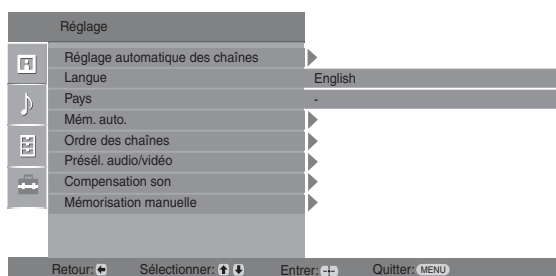 Réglage
Réglage automatique des chaînes
Langue English
Pays -
Mém. auto.
Ordre des chaînes
Présél. audio/vidéo
Compensation son
Mémorisation manuelle
Retour: Sélectionner: Entrer: Quitter: MENU